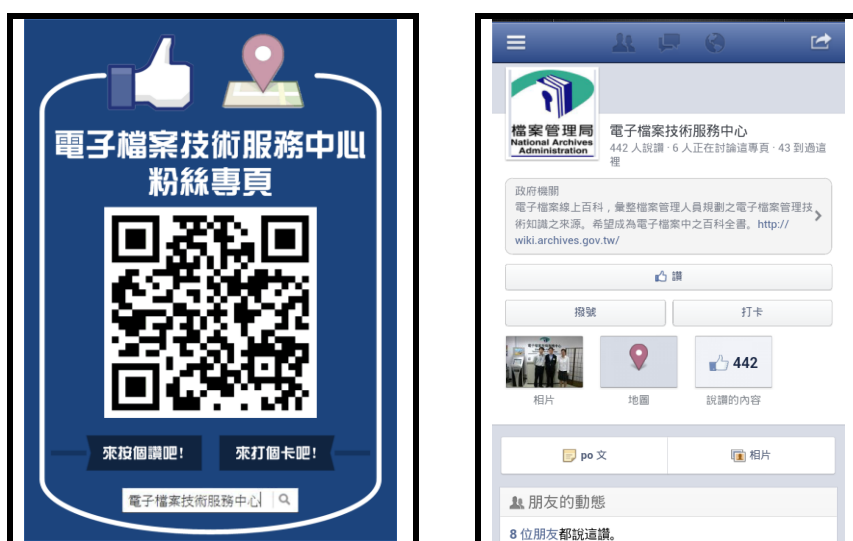 電子檔案技術服務中心
粉絲專頁
來按個讚吧!
來打個卡吧!
電子檔案技術服務中心
檔案管理局
National Archives
Administration
電子檔案技術服務中心
442 人說讚 · 6 人正在討論這專頁 · 43 到過這
裡
政府機關
電子檔案線上百科，彙整檔案管理人員規劃之電子檔案管理技
術知識之來源。希望成為電子檔案中之百科全書。http://
wiki.archives.gov.tw/
讚
撥號
打卡
442
相片
地圖
說讚的內容
po 文
相片
朋友的動態
8 位朋友都說這讚。